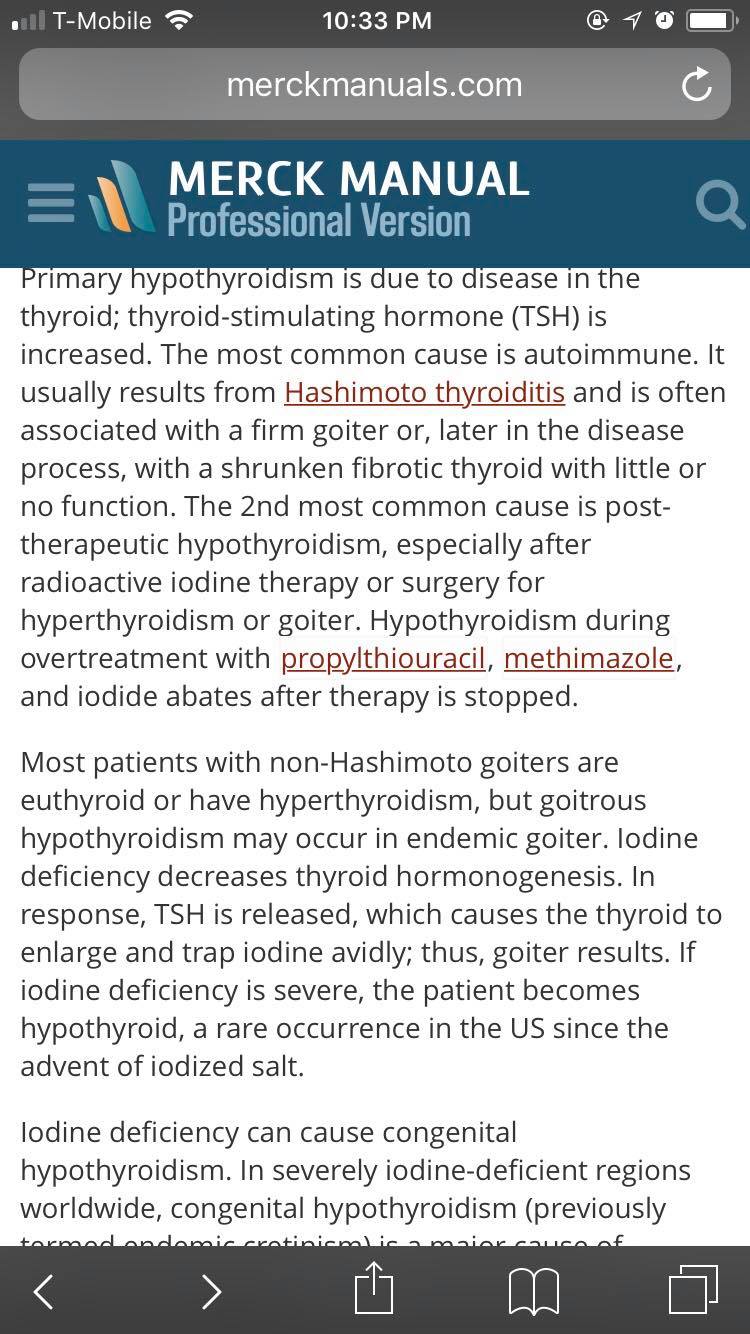 T-Mobile 10:33 PM
merckmanuals.com
MERCK MANUAL
Professional Version
Primary hypothyroidism is due to disease in the
thyroid; thyroid-stimulating hormone (TSH) is
increased. The most common cause is autoimmune. It
usually results from Hashimoto thyroiditis and is often
associated with a firm goiter or, later in the disease
process, with a shrunken fibrotic thyroid with little or
no function. The 2nd most common cause is post-
therapeutic hypothyroidism, especially after
radioactive iodine therapy or surgery for
hyperthyroidism or goiter. Hypothyroidism during
overtreatment with propylthiouracil, methimazole,
and iodide abates after therapy is stopped.
Most patients with non-Hashimoto goiters are
euthyroid or have hyperthyroidism, but goitrous
hypothyroidism may occur in endemic goiter. Iodine
deficiency decreases thyroid hormonogenesis. In
response, TSH is released, which causes the thyroid to
enlarge and trap iodine avidly; thus, goiter results. If
iodine deficiency is severe, the patient becomes
hypothyroid, a rare occurrence in the US since the
advent of iodized salt.
Iodine deficiency can cause congenital
hypothyroidism. In severely iodine-deficient regions
worldwide, congenital hypothyroidism (previously
termed endemic cretinism) is a major cause of